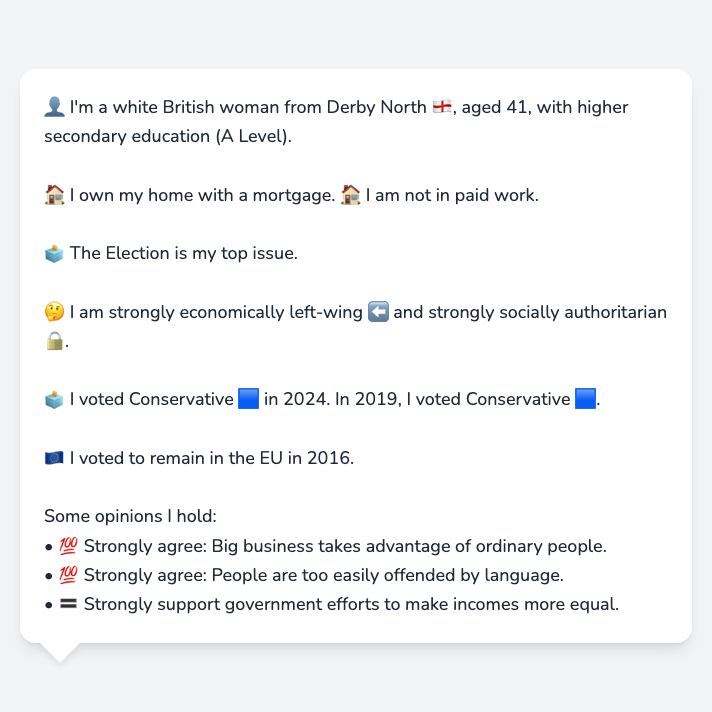 👤 I'm a white British woman from Derby North 🏴󠁧󠁢󠁥󠁮󠁧󠁿, aged 41, with higher
secondary education (A Level).
🏠 I own my home with a mortgage. 🏠 I am not in paid work.
🗳️ The Election is my top issue.
🤔 I am strongly economically left-wing ⬅️ and strongly socially authoritarian
🔒.
🗳️ I voted Conservative 🟦 in 2024. In 2019, I voted Conservative 🟦.
🇪🇺 I voted to remain in the EU in 2016.
Some opinions I hold:
• 💯 Strongly agree: Big business takes advantage of ordinary people.
• 💯 Strongly agree: People are too easily offended by language.
• 🟰 Strongly support government efforts to make incomes more equal.